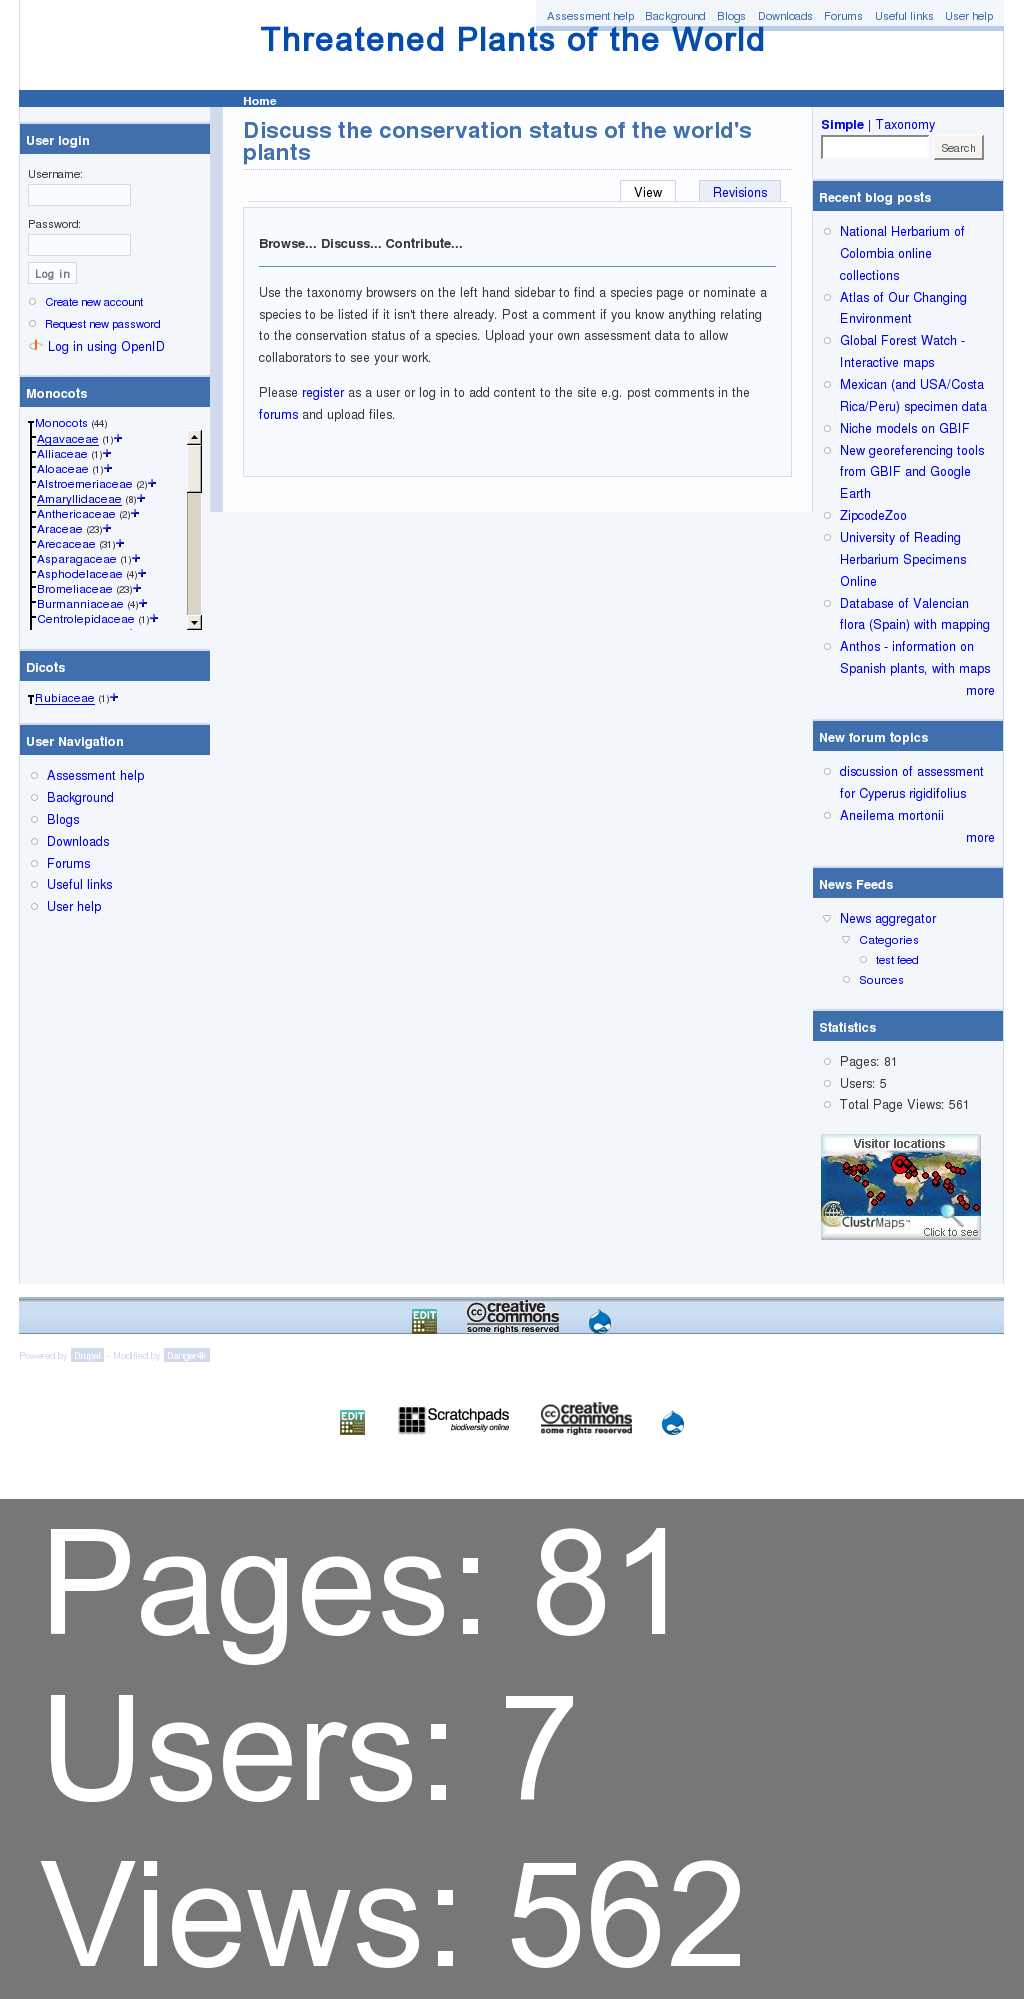 Assessment help Background Blogs Downloads Forums Useful links User help
Threatened Plants of the World
Home
User login
Username:
Password:
Log in
Create new account
Request new password
Log in using OpenID
Monocots
Monocots (44)
Agavaceae (1)+
Alliaceae (1)+
Aloaceae (1)+
Alstroemeriaceae (2)+
Amaryllidaceae (8)+
Anthericaceae (2)+
Araceae (23)+
Arecaceae (31)+
Asparagaceae (1)+
Asphodelaceae (4)+
Bromeliaceae (23)+
Burmanniaceae (4)+
Centrolepidaceae (1)+
Dicots
Rubiaceae (1)+
User Navigation
Assessment help
Background
Blogs
Downloads
Forums
Useful links
User help
Discuss the conservation status of the world's
plants
View Revisions
Browse... Discuss... Contribute...
Use the taxonomy browsers on the left hand sidebar to find a species page or nominate a
species to be listed if it isn't there already. Post a comment if you know anything relating
to the conservation status of a species. Upload your own assessment data to allow
collaborators to see your work.
Please register as a user or log in to add content to the site e.g. post comments in the
forums and upload files.
Simple | Taxonomy
Search
Recent blog posts
National Herbarium of
Colombia online
collections
Atlas of Our Changing
Environment
Global Forest Watch -
Interactive maps
Mexican (and USA/Costa
Rica/Peru) specimen data
Niche models on GBIF
New georeferencing tools
from GBIF and Google
Earth
ZipcodeZoo
University of Reading
Herbarium Specimens
Online
Database of Valencian
flora (Spain) with mapping
Anthos - information on
Spanish plants, with maps
more
New forum topics
discussion of assessment
for Cyperus rigidifolius
Aneilema mortonii
more
News Feeds
News aggregator
Categories
test feed
Sources
Statistics
Pages: 81
Users: 5
Total Page Views: 561
Visitor locations
ClustrMaps™
Click to see
EDIT
cc creative
commons
some rights reserved
Powered by Drupal - Modified by Danger4k
EDIT
Scratchpads
biodiversity online
cc creative
commons
some rights reserved
Pages: 81
Users: 7
Views: 562